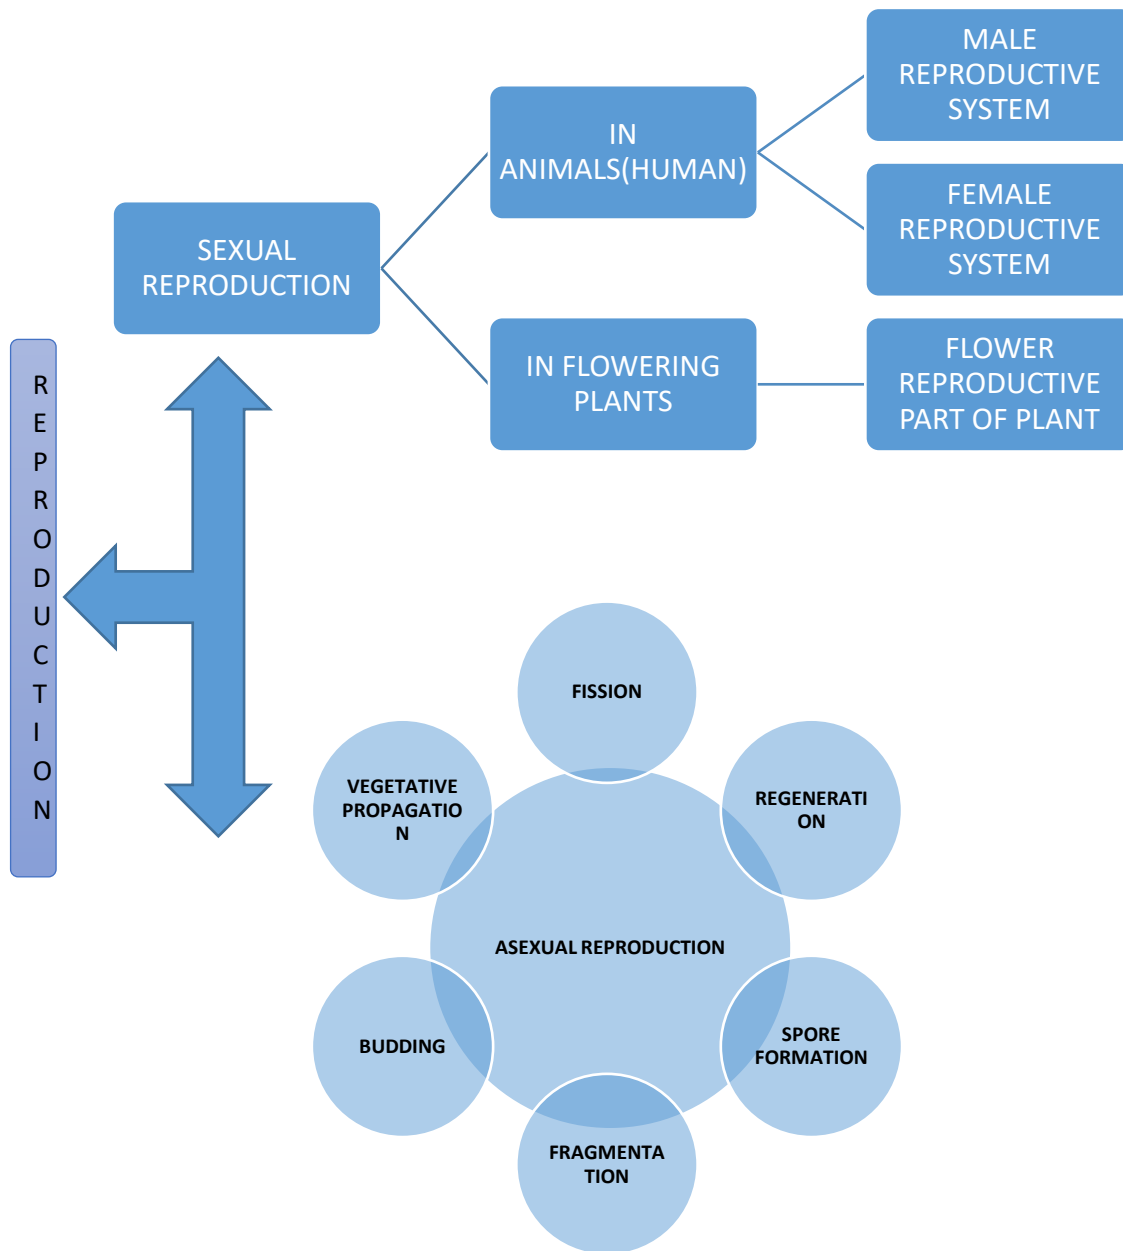 MALE
REPRODUCTIVE
SYSTEM
IN
ANIMALS(HUMAN)
FEMALE
REPRODUCTIVE
SYSTEM
SEXUAL
REPRODUCTION
IN FLOWERING
PLANTS
FLOWER
REPRODUCTIVE
PART OF PLANT
R
E
P
R
O
D
U
C
T
I
O
N
FISSION
VEGETATIVE
PROPAGATIO
N
REGENERATI
ON
ASEXUAL REPRODUCTION
BUDDING
SPORE
FORMATION
FRAGMENTA
TION